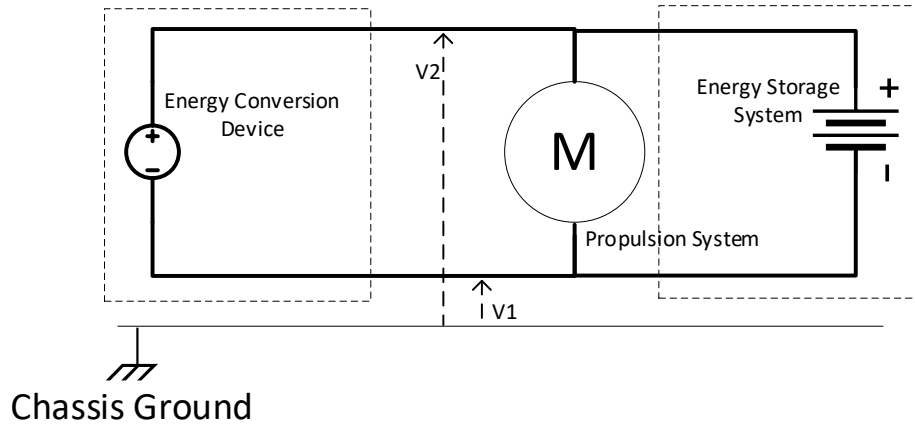 V2
Energy Conversion
Device
+
−
M
Energy Storage
System
+
−
Propulsion System
V1
Chassis Ground